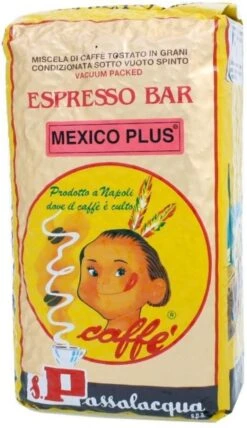 MISCELA DI CAFFÈ TOSTATO IN GRANI
CONDIZIONATA SOTTO VUOTO SPINTO
VACUUM PACKED
ESPRESSO BAR
MEXICO PLUS®
Prodotto a Napoli
dove il caffè è culto
®
caffè
S.Passalacqua
S.P.A.